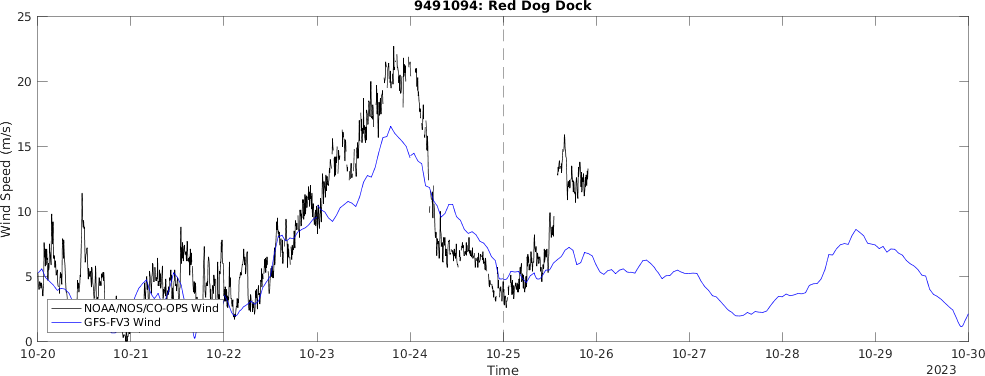 9491094: Red Dog Dock
Wind Speed (m/s)
25
20
15
10
5
0
NOAA/NOS/CO-OPS Wind
GFS-FV3 Wind
10-20 10-21 10-22 10-23 10-24 10-25 10-26 10-27 10-28 10-29 10-30
Time
2023